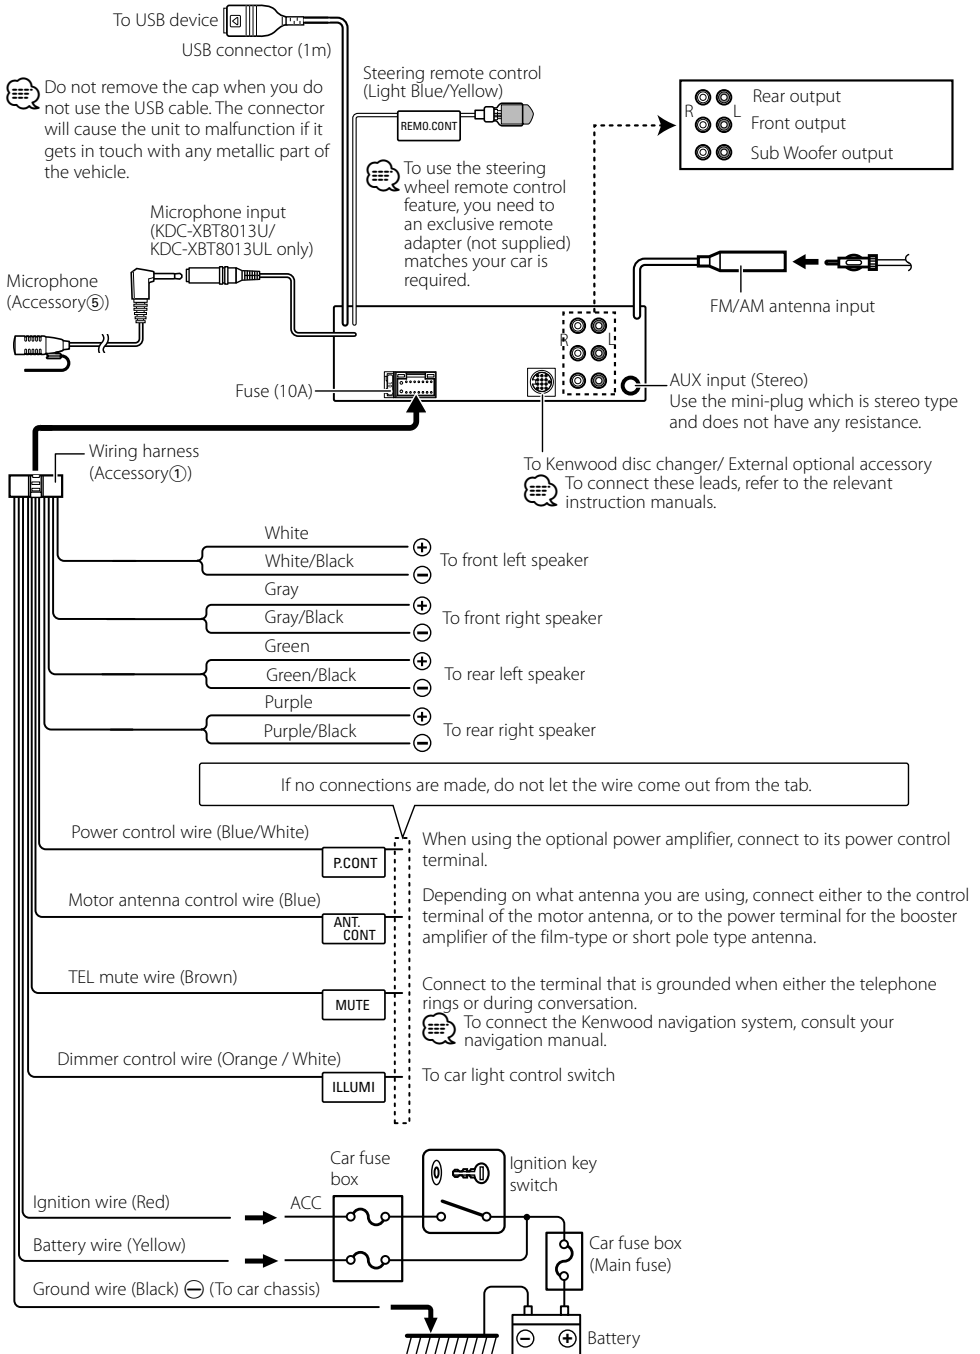 To USB device
USB connector (1m)
Do not remove the cap when you do
not use the USB cable. The connector
will cause the unit to malfunction if it
gets in touch with any metallic part of
the vehicle.
Steering remote control
(Light Blue/Yellow)
REMO.CONT
To use the steering
wheel remote control
feature, you need to
an exclusive remote
adapter (not supplied)
matches your car is
required.
R
L
Rear output
Front output
Sub Woofer output
Microphone input
(KDC-XBT8013U/
KDC-XBT8013UL only)
Microphone
(Accessory⑤)
FM/AM antenna input
R
L
Fuse (10A)
AUX input (Stereo)
Use the mini-plug which is stereo type
and does not have any resistance.
To Kenwood disc changer/ External optional accessory
To connect these leads, refer to the relevant
instruction manuals.
Wiring harness
(Accessory①)
White
White/Black
⊕
⊖
To front left speaker
Gray
Gray/Black
⊕
⊖
To front right speaker
Green
Green/Black
⊕
⊖
To rear left speaker
Purple
Purple/Black
⊕
⊖
To rear right speaker
If no connections are made, do not let the wire come out from the tab.
Power control wire (Blue/White)
P.CONT
When using the optional power amplifier, connect to its power control
terminal.
Motor antenna control wire (Blue)
ANT.
CONT
Depending on what antenna you are using, connect either to the control
terminal of the motor antenna, or to the power terminal for the booster
amplifier of the film-type or short pole type antenna.
TEL mute wire (Brown)
MUTE
Connect to the terminal that is grounded when either the telephone
rings or during conversation.
To connect the Kenwood navigation system, consult your
navigation manual.
Dimmer control wire (Orange / White)
ILLUMI
To car light control switch
Car fuse
box
Ignition key
switch
Ignition wire (Red)
ACC
Battery wire (Yellow)
Car fuse box
(Main fuse)
Ground wire (Black) ⊖ (To car chassis)
⊖
⊕
Battery